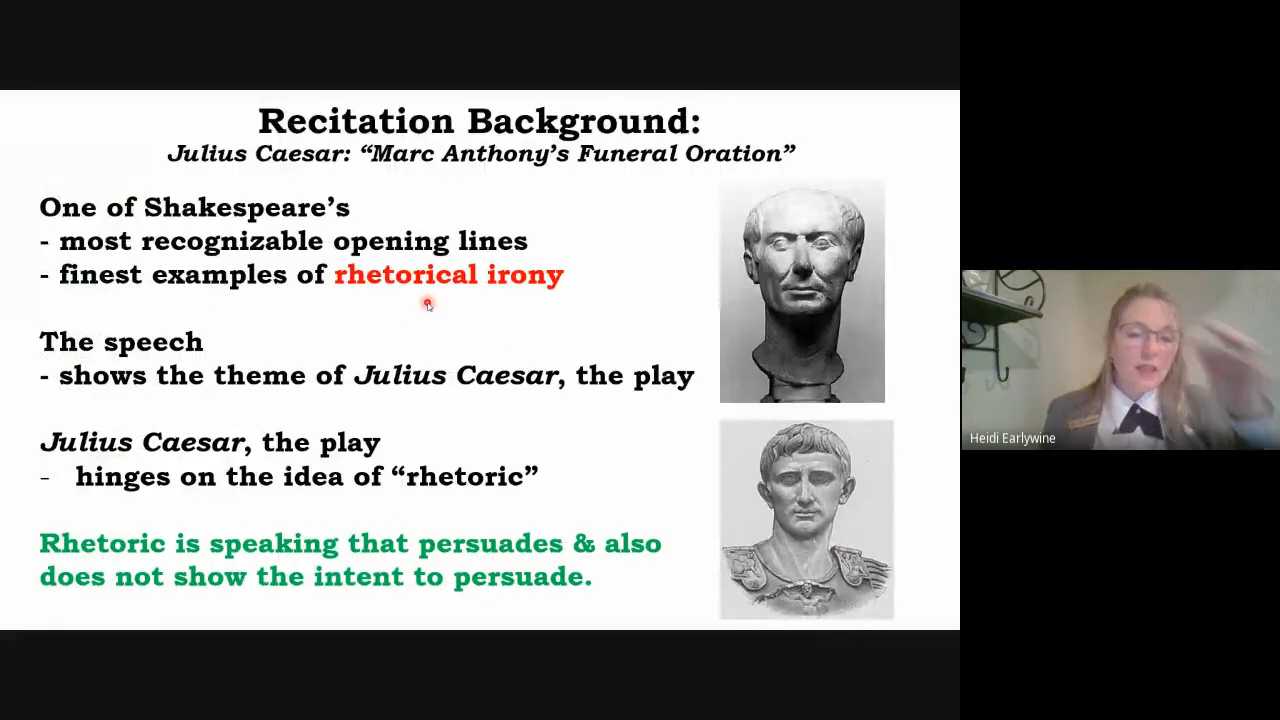 Recitation Background:
Julius Caesar: “Marc Anthony’s Funeral Oration”
One of Shakespeare’s
- most recognizable opening lines
- finest examples of rhetorical irony
The speech
- shows the theme of Julius Caesar, the play
Julius Caesar, the play
- hinges on the idea of “rhetoric”
Rhetoric is speaking that persuades & also
does not show the intent to persuade.
Heidi Earlywine